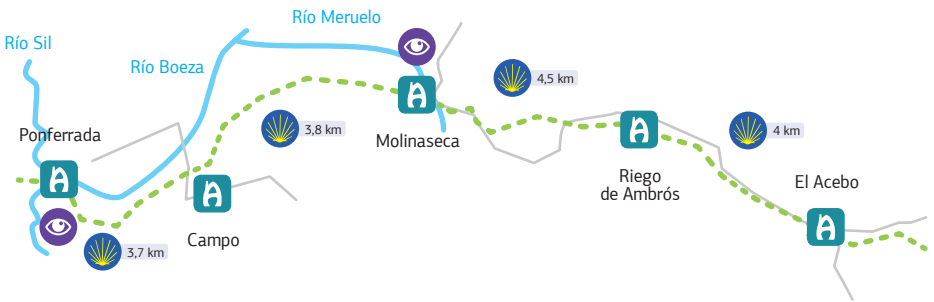 Río Meruelo
Río Sil
Río Boeza
4,5 km
3,8 km
4 km
Ponferrada
Molinaseca
Riego
de Ambrós
El Acebo
Campo
3,7 km